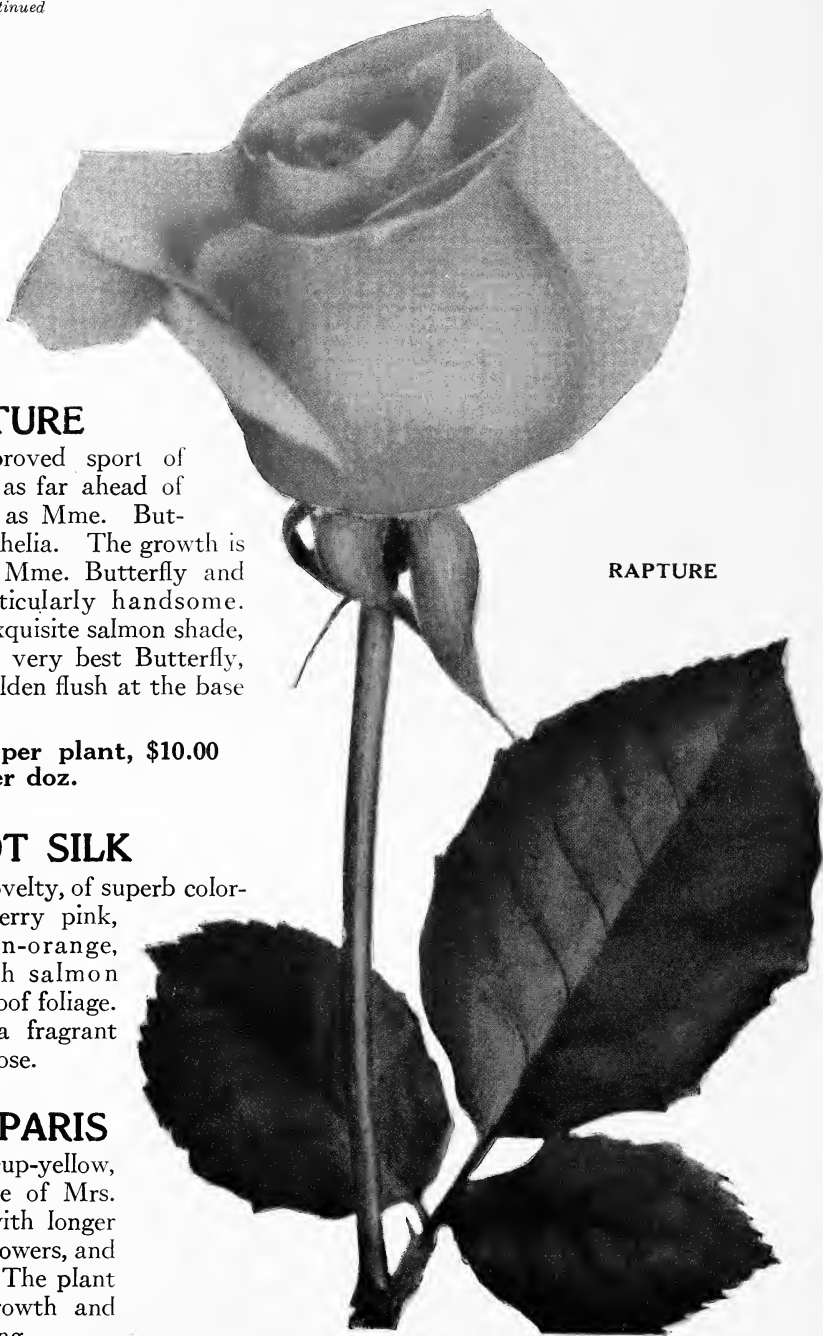 tinued
TURE
proved sport of
as far ahead of
as Mme. But-
helia. The growth is
Mme. Butterfly and
ticularly handsome.
xquisite salmon shade,
very best Butterfly,
lden flush at the base
per plant, $10.00
er doz.
RAPTURE
OT SILK
ovelty, of superb color-
erry pink,
n-orange,
h salmon
oof foliage.
a fragrant
ose.
PARIS
up-yellow,
e of Mrs.
vith longer
owers, and
The plant
rowth and